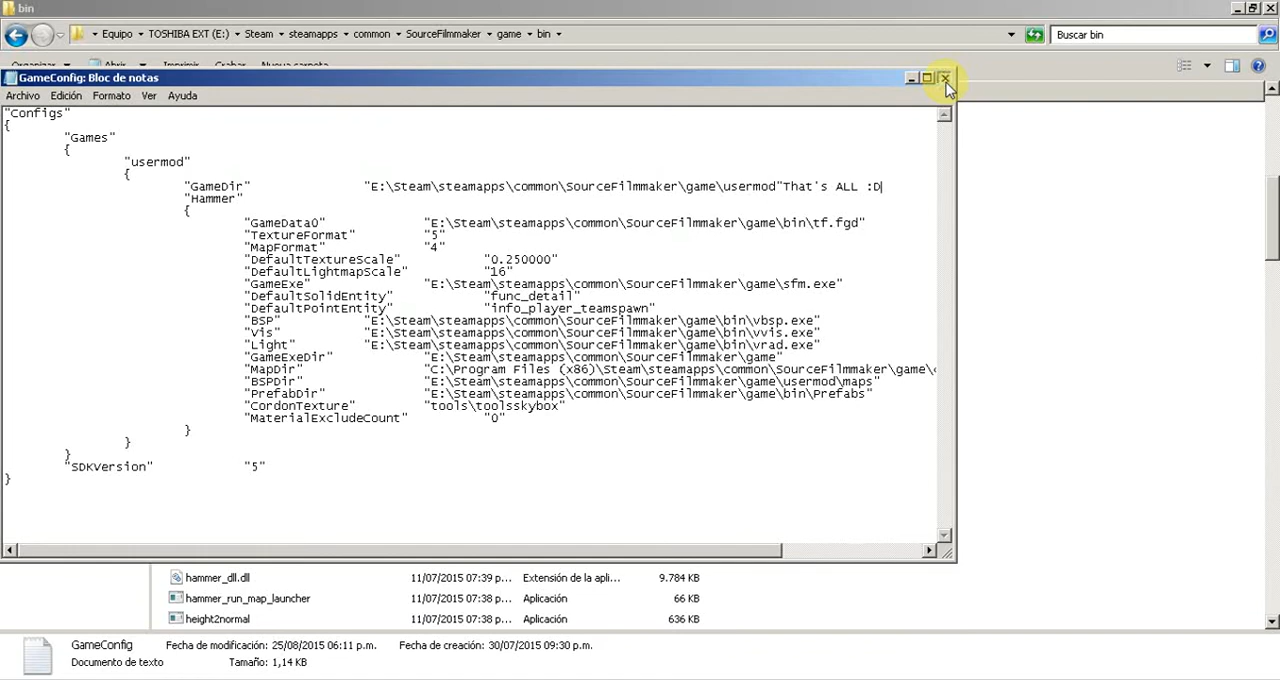 bin
Equipo ▸ TOSHIBA EXT (E:) ▸ Steam ▸ steamapps ▸ common ▸ SourceFilmmaker ▸ game ▸ bin
Buscar bin
GameConfig: Bloc de notas
Archivo Edición Formato Ver Ayuda
"Configs"
{
"Games"
{
"usermod"
{
"GameDir" "E:\Steam\steamapps\common\SourceFilmmaker\game\usermod"That's ALL :D
"Hammer"
{
"GameData0" "E:\Steam\steamapps\common\SourceFilmmaker\game\bin\tf.fgd"
"TextureFormat" "5"
"MapFormat" "4"
"DefaultTextureScale" "0.250000"
"DefaultLightmapScale" "16"
"GameExe" "E:\Steam\steamapps\common\SourceFilmmaker\game\sfm.exe"
"DefaultSolidEntity" "func_detail"
"DefaultPointEntity" "info_player_teamspawn"
"BSP" "E:\Steam\steamapps\common\SourceFilmmaker\game\bin\vbsp.exe"
"Vis" "E:\Steam\steamapps\common\SourceFilmmaker\game\bin\vvis.exe"
"Light" "E:\Steam\steamapps\common\SourceFilmmaker\game\bin\vrad.exe"
"GameExeDir" "E:\Steam\steamapps\common\SourceFilmmaker\game"
"MapDir" "C:\Program Files (x86)\Steam\steamapps\common\SourceFilmmaker\game\
"BSPDir" "E:\Steam\steamapps\common\SourceFilmmaker\game\usermod\maps"
"PrefabDir" "E:\Steam\steamapps\common\SourceFilmmaker\game\bin\Prefabs"
"CordonTexture" "tools\toolsskybox"
"MaterialExcludeCount" "0"
}
}
}
"SDKVersion" "5"
}
hammer_dll.dll 11/07/2015 07:39 p... Extensión de la apli... 9.784 KB
hammer_run_map_launcher 11/07/2015 07:38 p... Aplicación 66 KB
height2normal 11/07/2015 07:38 p... Aplicación 636 KB
GameConfig Fecha de modificación: 25/08/2015 06:11 p.m. Fecha de creación: 30/07/2015 09:30 p.m.
Documento de texto Tamaño: 1,14 KB